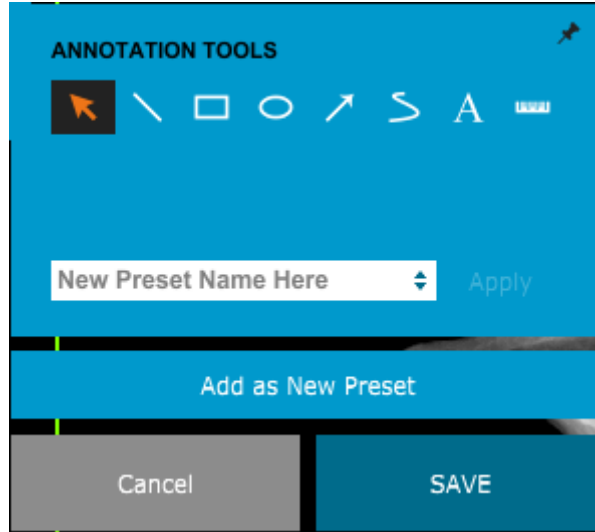 ANNOTATION TOOLS
A
New Preset Name Here
Apply
Add as New Preset
Cancel
SAVE